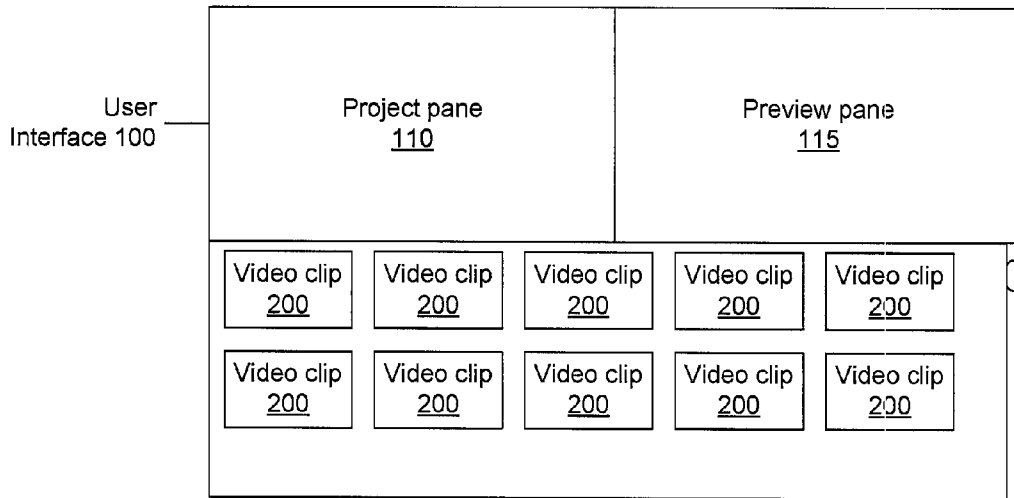 User
Interface 100
Project pane
110
Preview pane
115
Video clip
200
Video clip
200
Video clip
200
Video clip
200
Video clip
200
Video clip
200
Video clip
200
Video clip
200
Video clip
200
Video clip
200